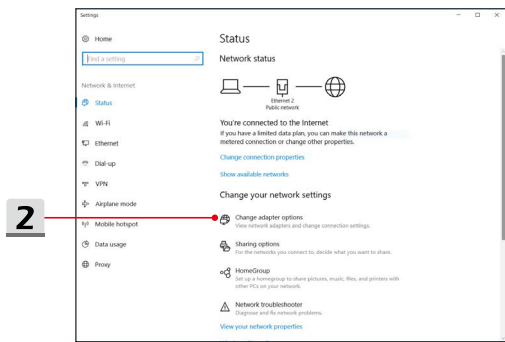 Settings
Home
Find a setting
Network & Internet
Status
Wi-Fi
Ethernet
Dial-up
VPN
Airplane mode
Mobile hotspot
Data usage
Proxy
2
Status
Network status
Ethernet 2
Public network
You're connected to the Internet
If you have a limited data plan, you can make this network a
metered connection or change other properties.
Change connection properties
Show available networks
Change your network settings
Change adapter options
View network adapters and change connection settings.
Sharing options
For the networks you connect to, decide what you want to share.
HomeGroup
Set up a homegroup to share pictures, music, files, and printers with
other PCs on your network.
Network troubleshooter
Diagnose and fix network problems.
View your network properties